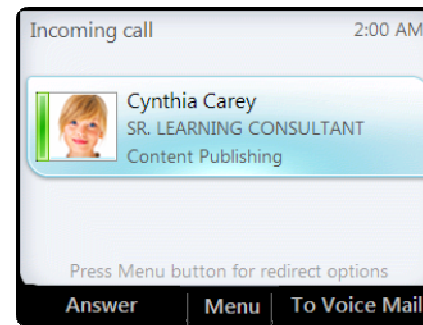 Incoming call 2:00 AM
Cynthia Carey
SR. LEARNING CONSULTANT
Content Publishing
Press Menu button for redirect options
Answer Menu To Voice Mail